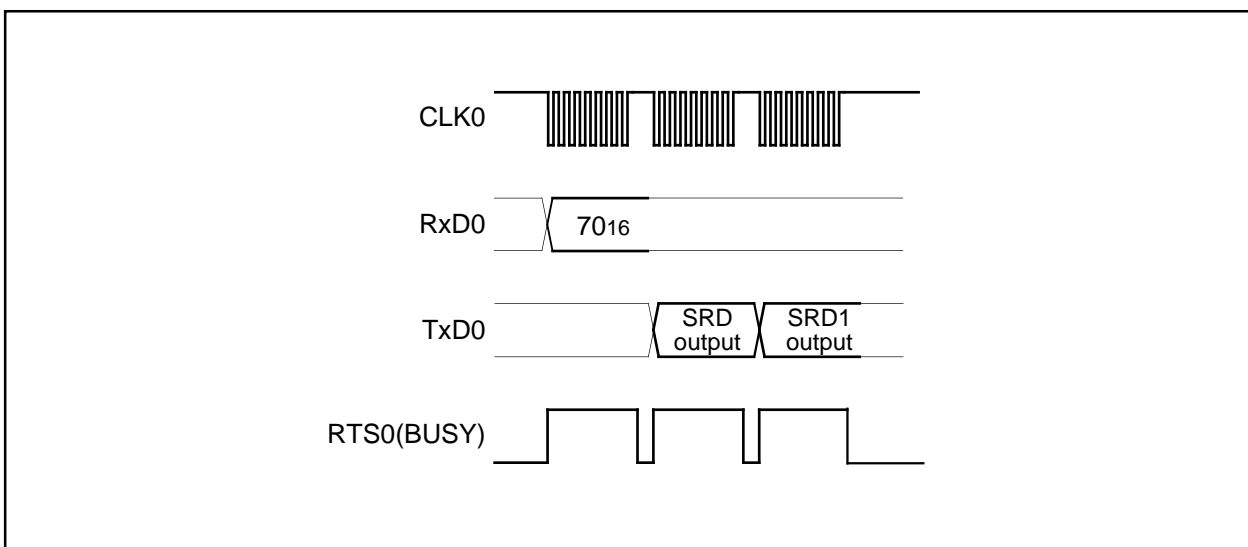 CLK0
RxD0
7016
TxD0
SRD
output
SRD1
output
RTS0(BUSY)